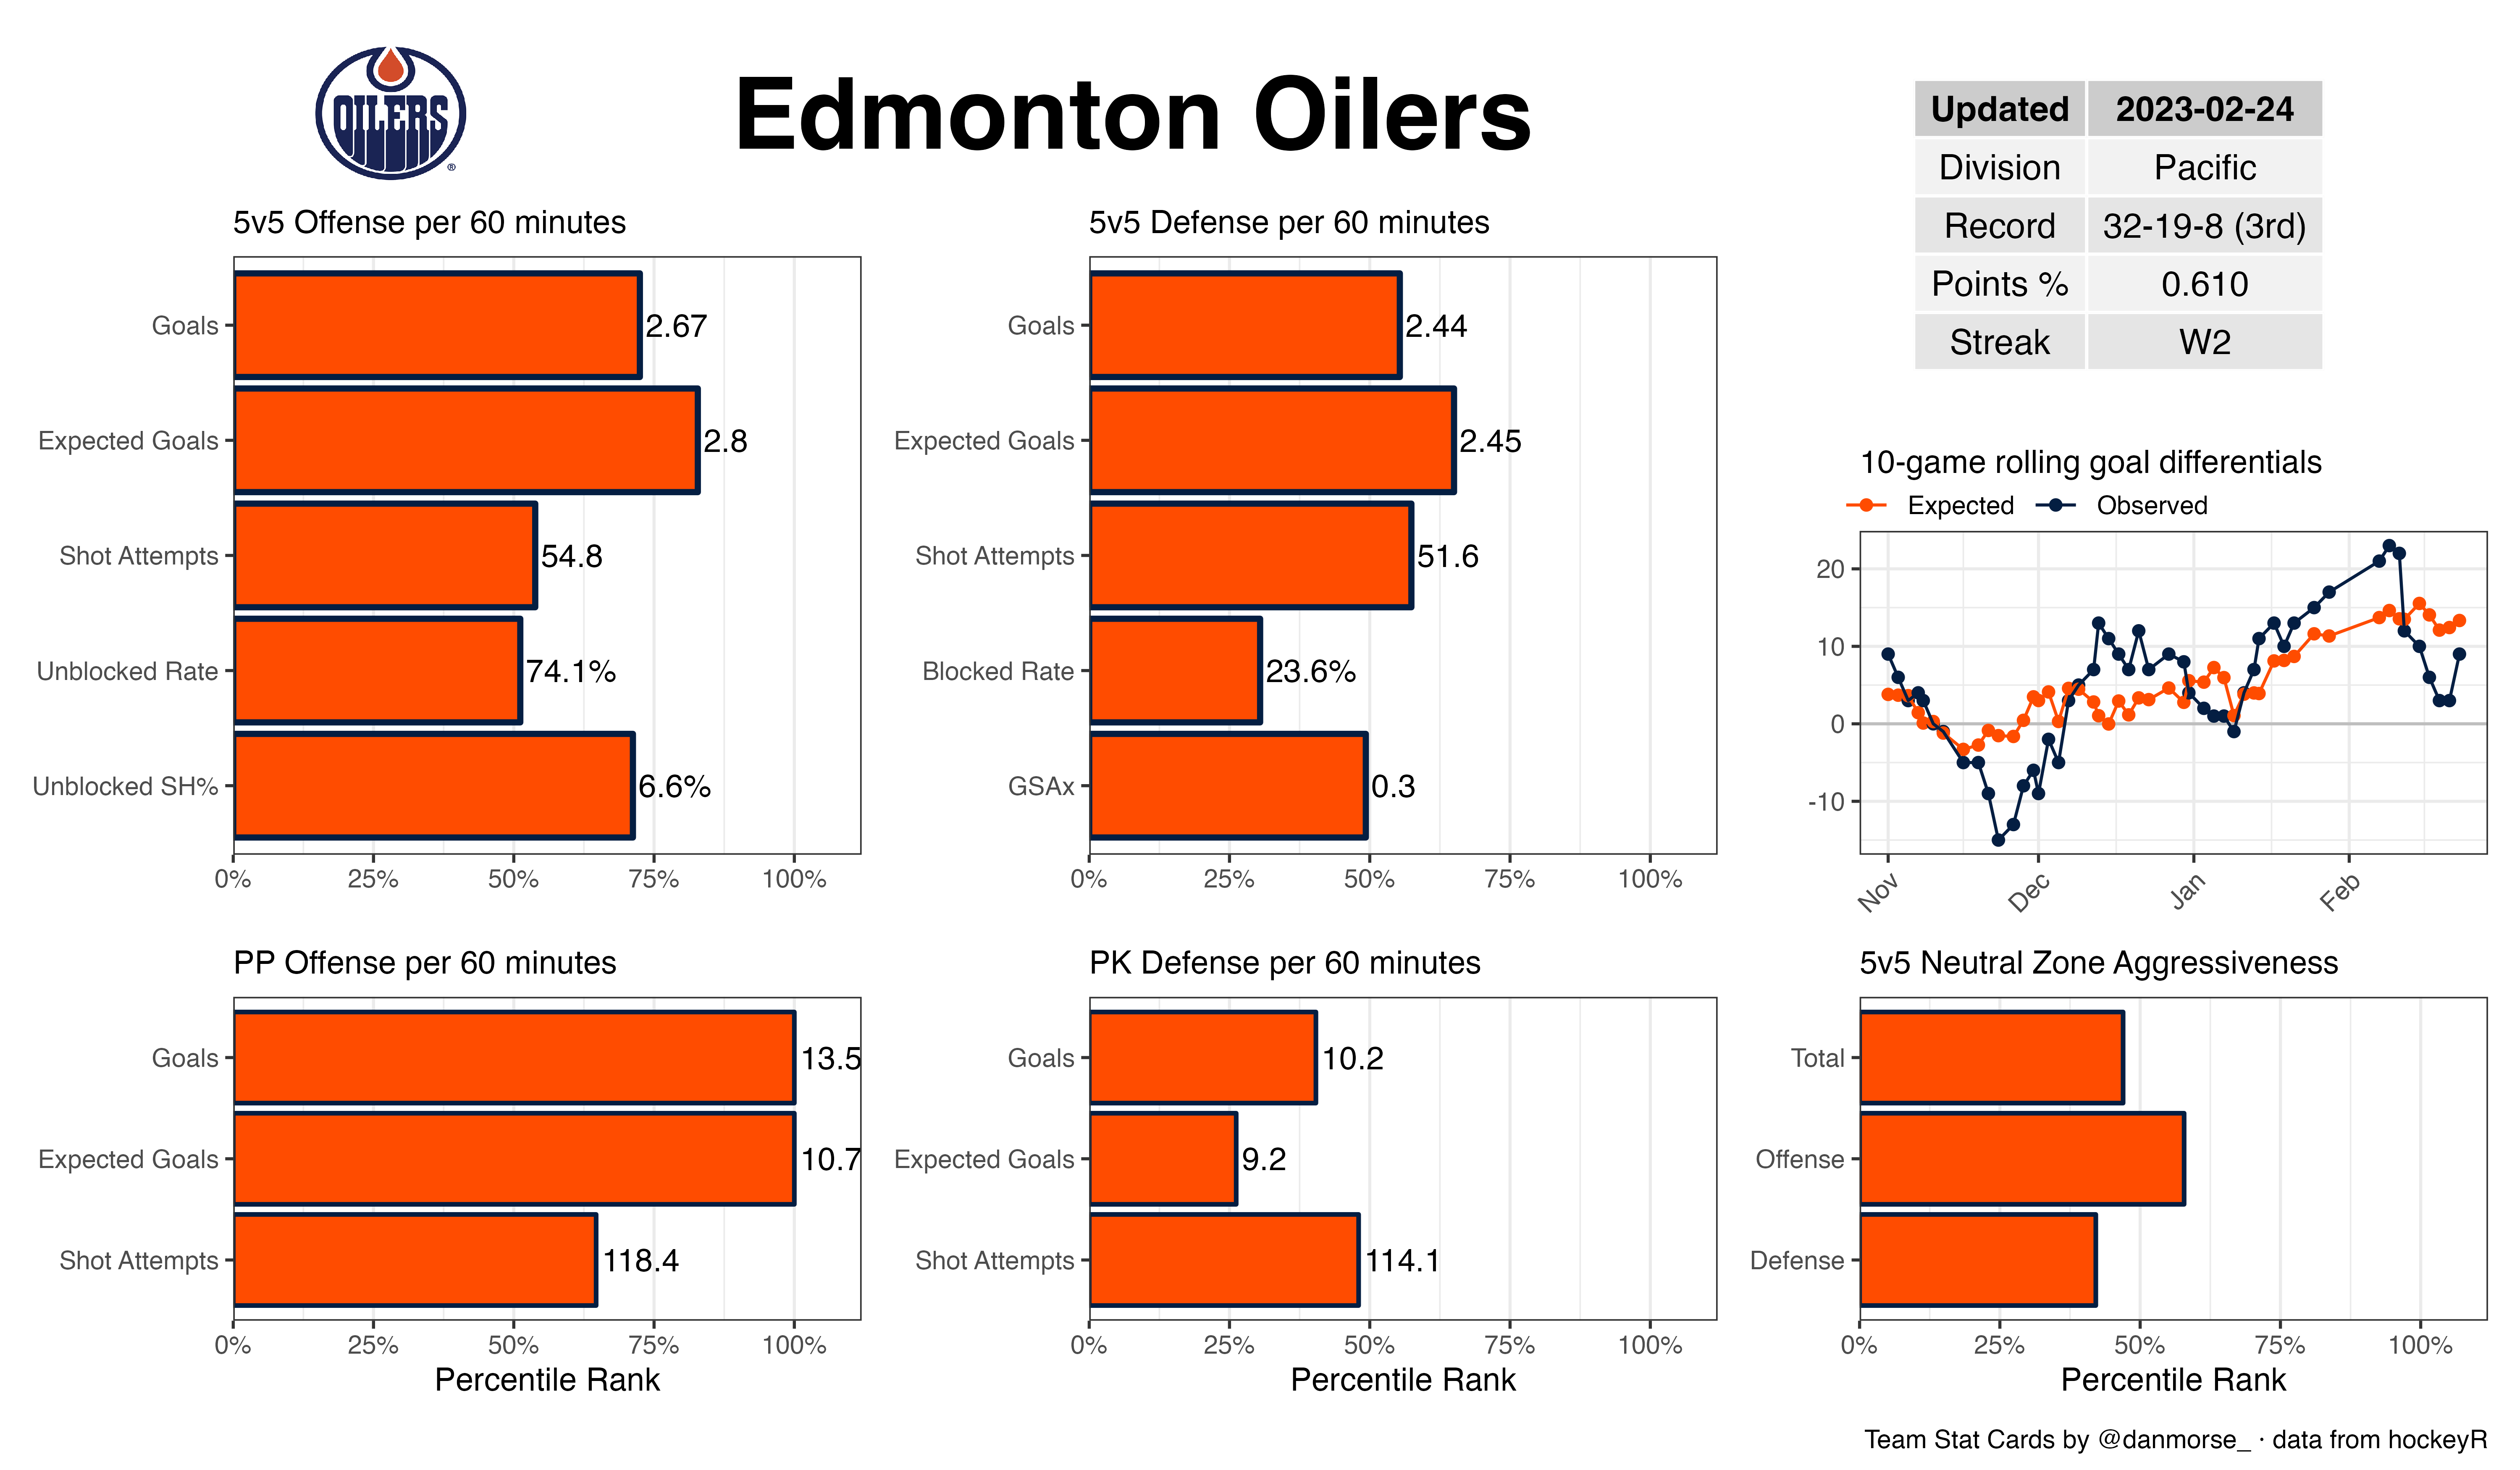 OILERS
®
Edmonton Oilers
Updated 2023-02-24
Division Pacific
Record 32-19-8 (3rd)
Points % 0.610
Streak W2
5v5 Offense per 60 minutes
Goals 2.67
Expected Goals 2.8
Shot Attempts 54.8
Unblocked Rate 74.1%
Unblocked SH% 6.6%
0% 25% 50% 75% 100%
5v5 Defense per 60 minutes
Goals 2.44
Expected Goals 2.45
Shot Attempts 51.6
Blocked Rate 23.6%
GSAx 0.3
0% 25% 50% 75% 100%
10-game rolling goal differentials
Expected Observed
20
10
0
-10
Nov Dec Jan Feb
PP Offense per 60 minutes
Goals 13.5
Expected Goals 10.7
Shot Attempts 118.4
0% 25% 50% 75% 100%
Percentile Rank
PK Defense per 60 minutes
Goals 10.2
Expected Goals 9.2
Shot Attempts 114.1
0% 25% 50% 75% 100%
Percentile Rank
5v5 Neutral Zone Aggressiveness
Total
Offense
Defense
0% 25% 50% 75% 100%
Percentile Rank
Team Stat Cards by @danmorse_ · data from hockeyR